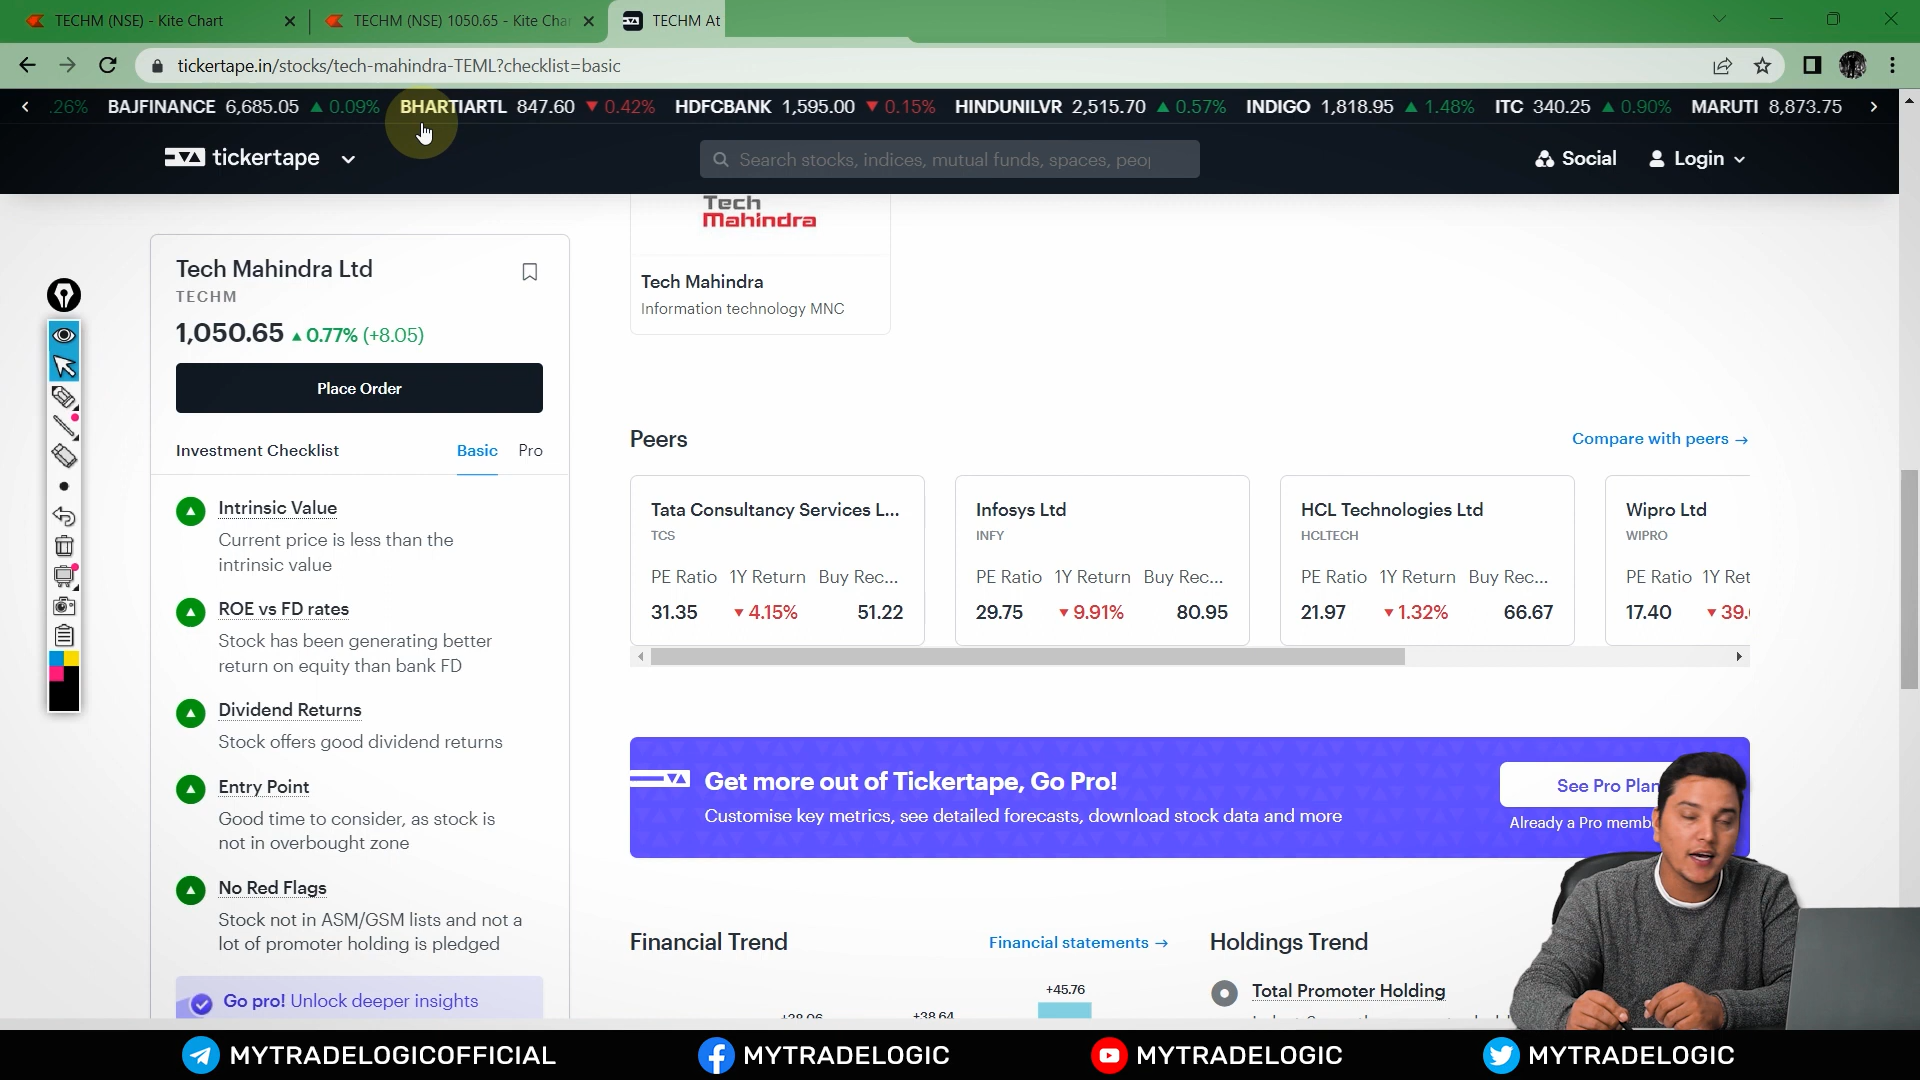 TECHM (NSE) - Kite Chart
TECHM (NSE) 1050.65 - Kite Cha
TECHM At
tickertape.in/stocks/tech-mahindra-TEML?checklist=basic
.26% BAJFINANCE 6,685.05 ▲ 0.09% BHARTIARTL 847.60 ▼ 0.42% HDFCBANK 1,595.00 ▼ 0.15% HINDUNILVR 2,515.70 ▲ 0.57% INDIGO 1,818.95 ▲ 1.48% ITC 340.25 ▲ 0.90% MARUTI 8,873.75
tickertape
Search stocks, indices, mutual funds, spaces, peo
Social
Login
Tech Mahindra Ltd
TECHM
1,050.65 ▲ 0.77% (+8.05)
Place Order
Investment Checklist Basic Pro
Intrinsic Value
Current price is less than the
intrinsic value
ROE vs FD rates
Stock has been generating better
return on equity than bank FD
Dividend Returns
Stock offers good dividend returns
Entry Point
Good time to consider, as stock is
not in overbought zone
No Red Flags
Stock not in ASM/GSM lists and not a
lot of promoter holding is pledged
Go pro! Unlock deeper insights
Tech
Mahindra
Tech Mahindra
Information technology MNC
Peers
Compare with peers →
Tata Consultancy Services L...
TCS
PE Ratio 1Y Return Buy Rec...
31.35 ▼ 4.15% 51.22
Infosys Ltd
INFY
PE Ratio 1Y Return Buy Rec...
29.75 ▼ 9.91% 80.95
HCL Technologies Ltd
HCLTECH
PE Ratio 1Y Return Buy Rec...
21.97 ▼ 1.32% 66.67
Wipro Ltd
WIPRO
PE Ratio 1Y Ret
17.40 ▼ 39.
Get more out of Tickertape, Go Pro!
Customise key metrics, see detailed forecasts, download stock data and more
See Pro Plan
Already a Pro memb
Financial Trend
Financial statements →
+45.76
+38.64
Holdings Trend
Total Promoter Holding
MYTRADELOGICOFFICIAL
MYTRADELOGIC
MYTRADELOGIC
MYTRADELOGIC